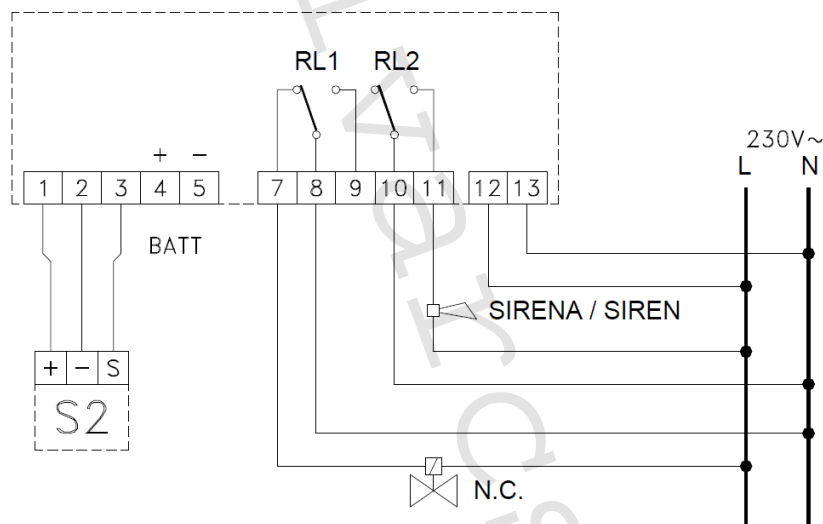 RL1 RL2
230V~
L N
+ −
1 2 3 4 5 7 8 9 10 11 12 13
BATT
SIRENA / SIREN
+ − S
S2
N.C.